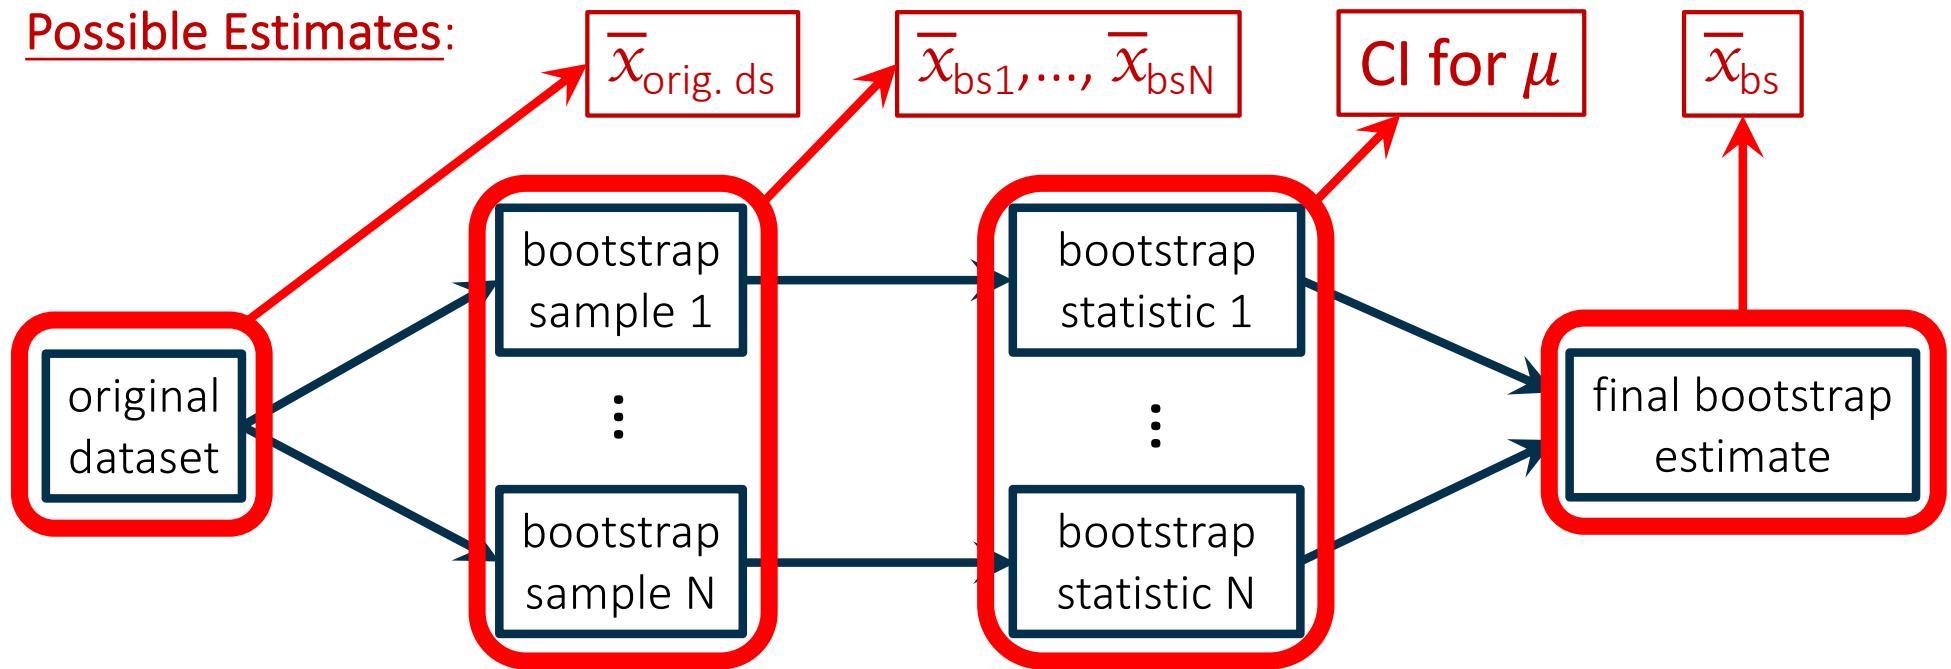 Possible Estimates:
x̅orig. ds
x̅bs1,..., x̅bsN
CI for μ
x̅bs
original
dataset
bootstrap
sample 1
⋮
bootstrap
sample N
bootstrap
statistic 1
⋮
bootstrap
statistic N
final bootstrap
estimate